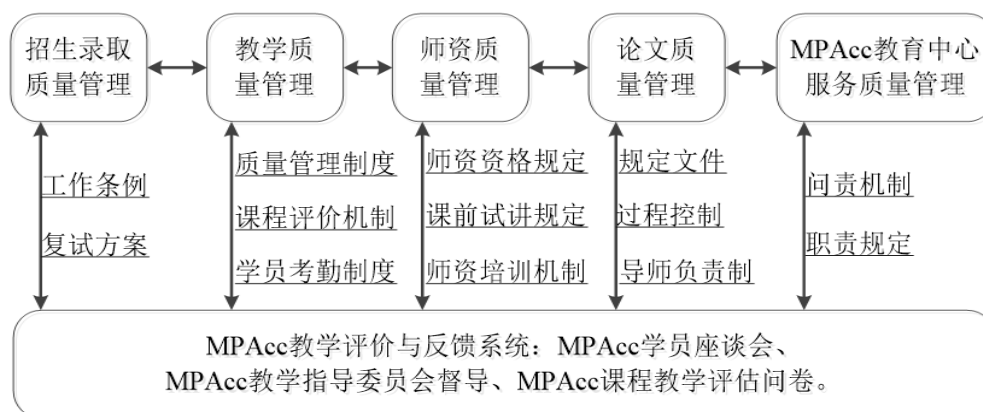 招生录取
质量管理
教学质
量管理
师资质
量管理
论文质
量管理
MPAcc教育中心
服务质量管理
工作条例
复试方案
质量管理制度
课程评价机制
学员考勤制度
师资资格规定
课前试讲规定
师资培训机制
规定文件
过程控制
导师负责制
问责机制
职责规定
MPAcc教学评价与反馈系统：MPAcc学员座谈会、
MPAcc教学指导委员会督导、MPAcc课程教学评估问卷。